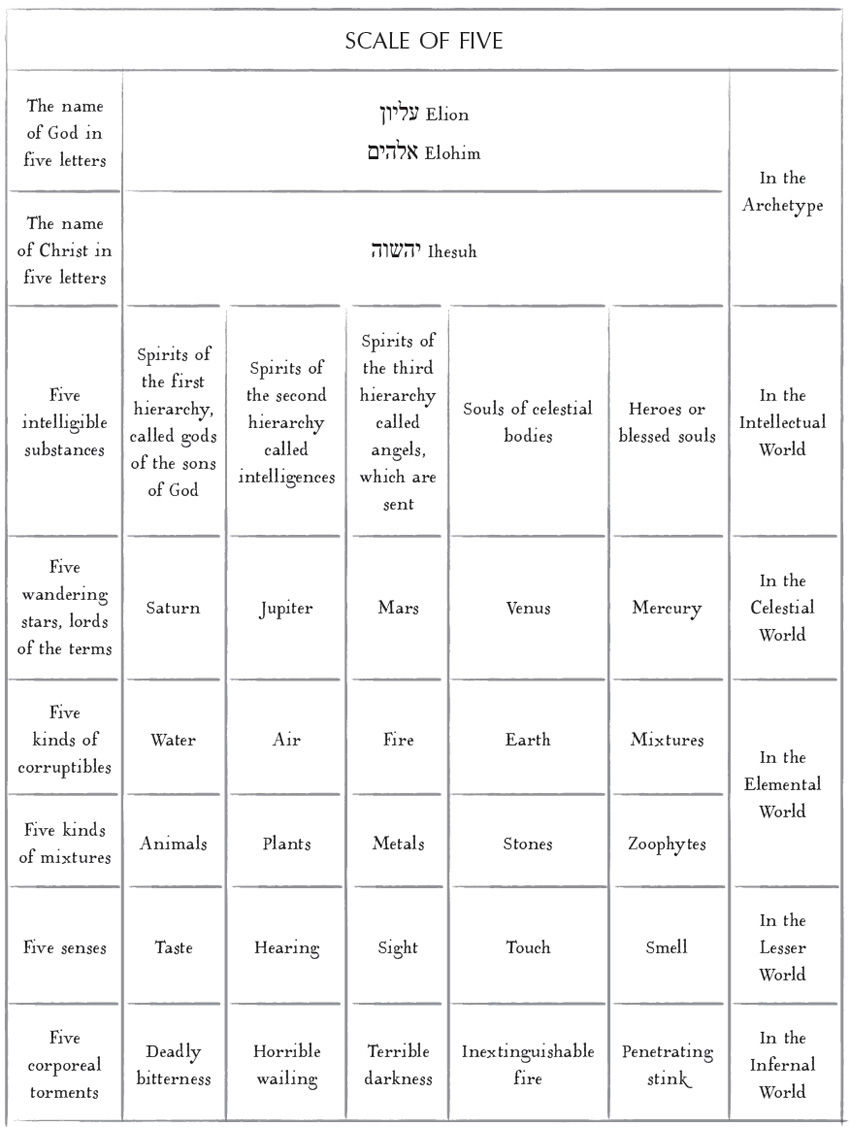 SCALE OF FIVE
The name
of God in
five letters
עליון Elion
אלהים Elohim
In the
Archetype
The name
of Christ in
five letters
יהשוה Ihesuh
Five
intelligible
substances
Spirits of
the first
hierarchy,
called gods
of the sons
of God
Spirits of
the second
hierarchy
called
intelligences
Spirits of
the third
hierarchy
called
angels,
which are
sent
Souls of celestial
bodies
Heroes or
blessed souls
In the
Intellectual
World
Five
wandering
stars, lords
of the terms
Saturn
Jupiter
Mars
Venus
Mercury
In the
Celestial
World
Five
kinds of
corruptibles
Water
Air
Fire
Earth
Mixtures
In the
Elemental
World
Five kinds
of mixtures
Animals
Plants
Metals
Stones
Zoophytes
Five senses
Taste
Hearing
Sight
Touch
Smell
In the
Lesser
World
Five
corporeal
torments
Deadly
bitterness
Horrible
wailing
Terrible
darkness
Inextinguishable
fire
Penetrating
stink
In the
Infernal
World